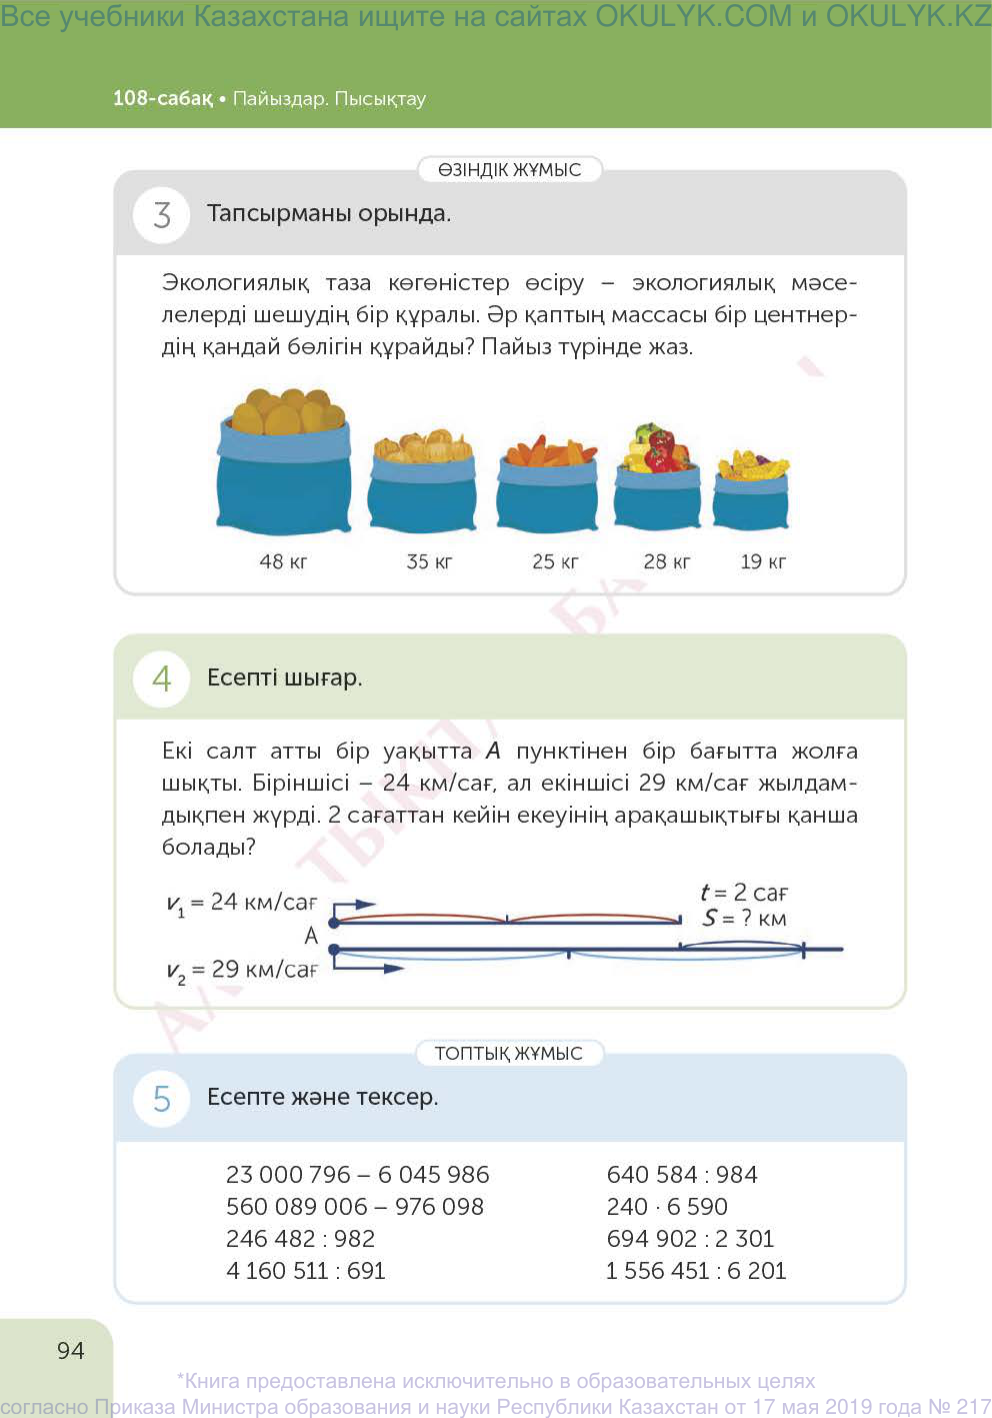 Все учебники Казахстана ищите на сайтах OKULYK.COM и OKULYK.KZ
108-сабақ • Пайыздар. Пысықтау
ӨЗІНДІК ЖҰМЫС
3 Тапсырманы орында.
Экологиялық таза көгөністер өсіру – экологиялық мәсе-
лелерді шешудің бір құралы. Әр қаптың массасы бір центнер-
дің қандай бөлігін құрайды? Пайыз түрінде жаз.
48 кг 35 кг 25 кг 28 кг 19 кг
4 Есепті шығар.
Екі салт атты бір уақытта А пунктінен бір бағытта жолға
шықты. Біріншісі – 24 км/сағ, ал екіншісі 29 км/сағ жылдам-
дықпен жүрді. 2 сағаттан кейін екеуінің арақашықтығы қанша
болады?
t = 2 сағ
v₁ = 24 км/сағ
S = ? км
А
v₂ = 29 км/сағ
ТОПТЫҚ ЖҰМЫС
5 Есепте және тексер.
23 000 796 – 6 045 986 640 584 : 984
560 089 006 – 976 098 240 · 6 590
246 482 : 982 694 902 : 2 301
4 160 511 : 691 1 556 451 : 6 201
94
*Книга предоставлена исключительно в образовательных целях
согласно Приказа Министра образования и науки Республики Казахстан от 17 мая 2019 года № 217